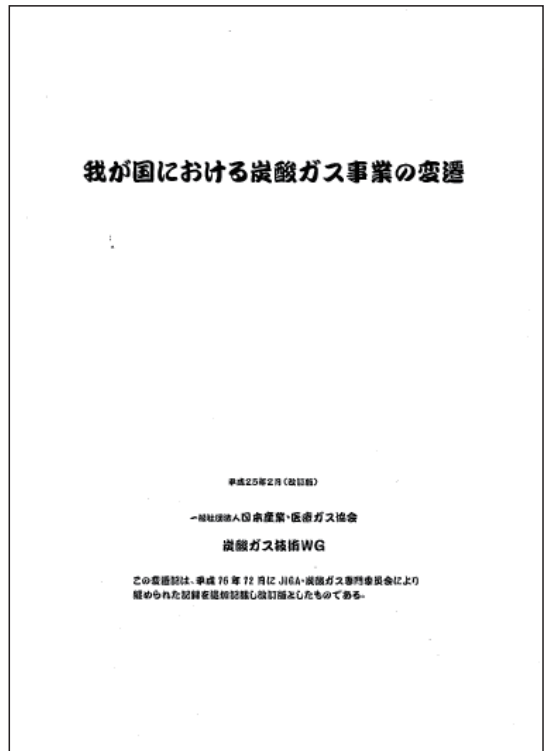 我が国における炭酸ガス事業の変遷
平成25年2月（改訂版）
一般社団法人日本産業・医療ガス協会
炭酸ガス技術WG
この変遷記は、平成16年12月にJIGA・炭酸ガス専門委員会により
纏められた記録を追加記載し改訂版としたものである。